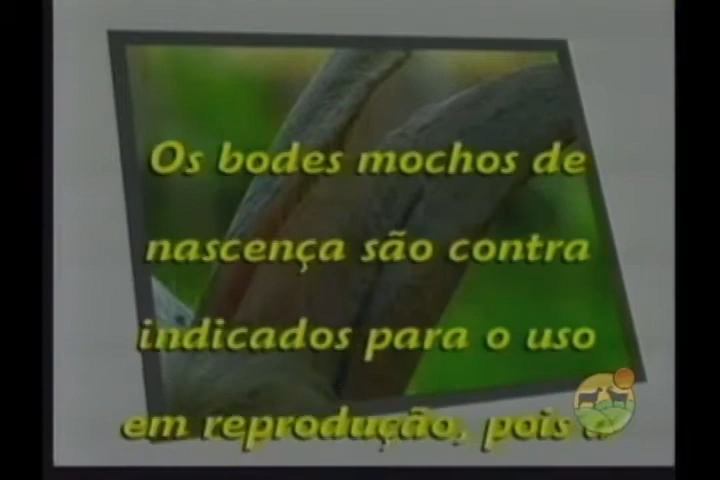 Os bodes mochos de
nascença são contra
indicados para o uso
em reprodução, pois a